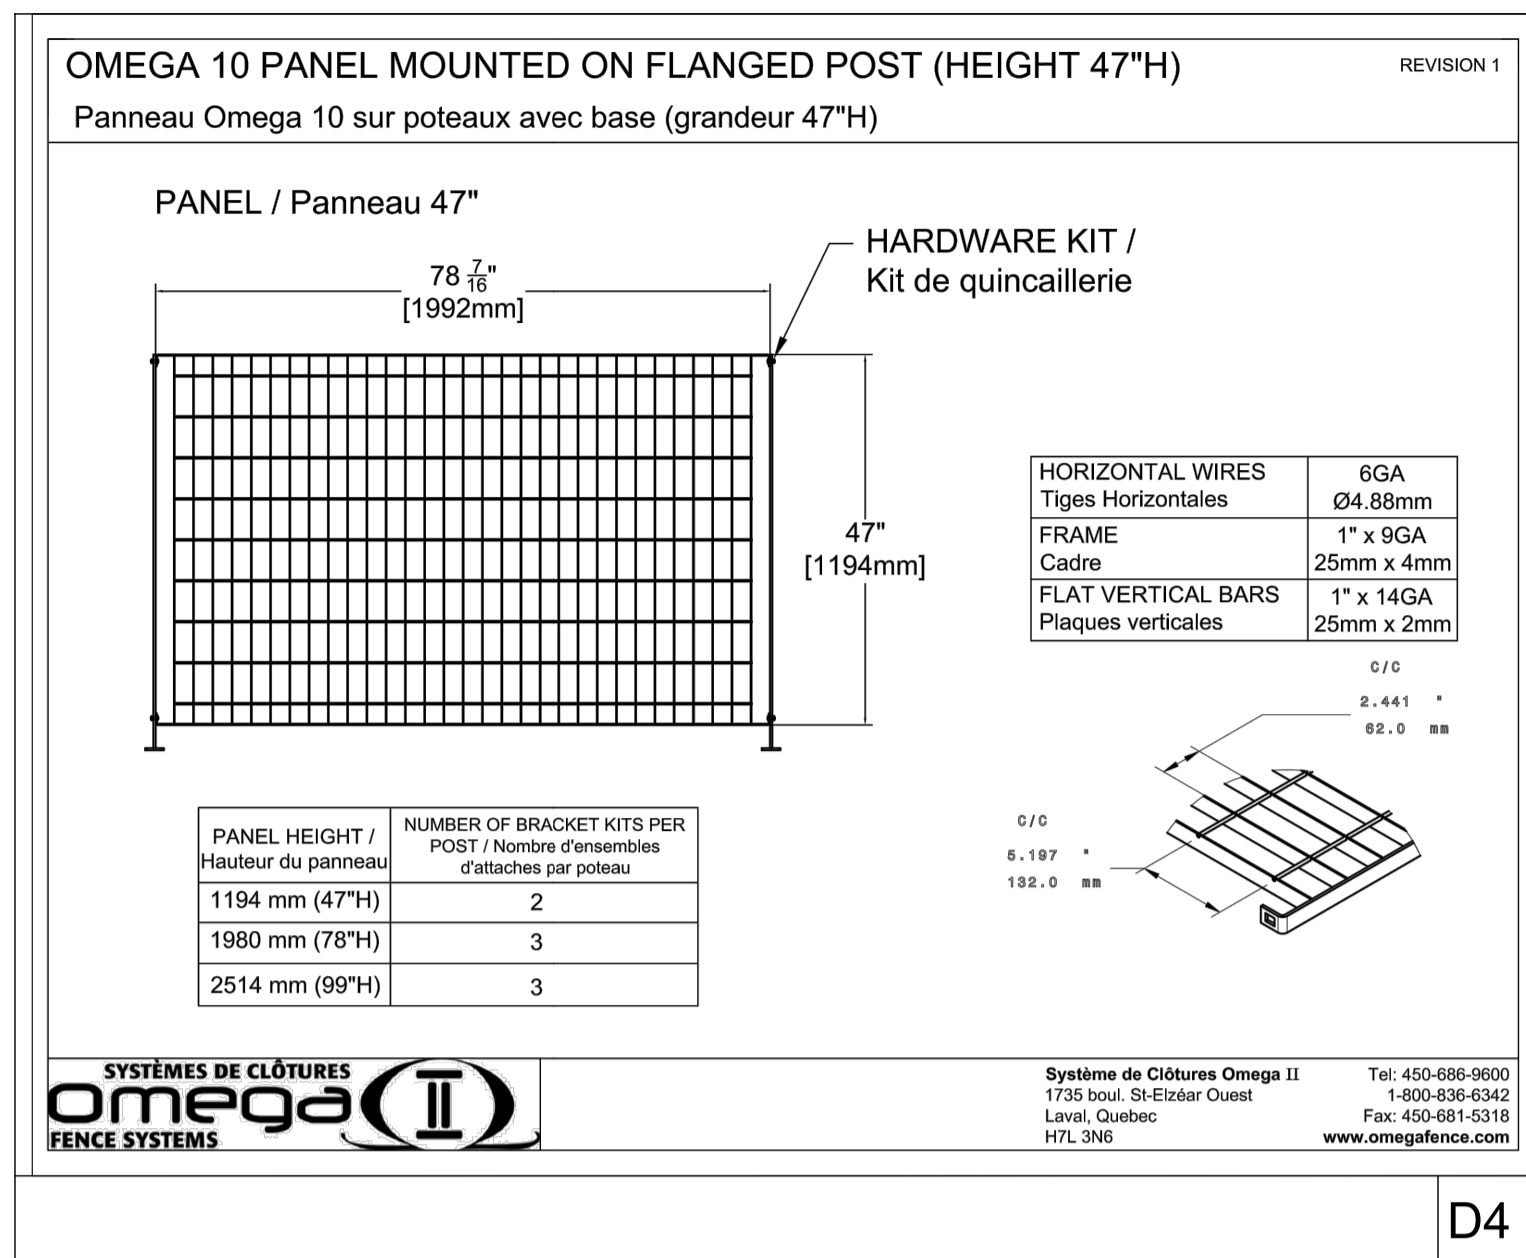 OMEGA 10 PANEL MOUNTED ON FLANGED POST (HEIGHT 47"H)
REVISION 1
Panneau Omega 10 sur poteaux avec base (grandeur 47"H)
PANEL / Panneau 47"
HARDWARE KIT /
Kit de quincaillerie
78 7/16"
[1992mm]
47"
[1194mm]
HORIZONTAL WIRES 6GA
Tiges Horizontales Ø4.88mm
FRAME 1" x 9GA
Cadre 25mm x 4mm
FLAT VERTICAL BARS 1" x 14GA
Plaques verticales 25mm x 2mm
C/C
2.441 "
62.0 mm
C/C
5.197 "
132.0 mm
PANEL HEIGHT /
Hauteur du panneau
NUMBER OF BRACKET KITS PER
POST / Nombre d'ensembles
d'attaches par poteau
1194 mm (47"H) 2
1980 mm (78"H) 3
2514 mm (99"H) 3
SYSTÈMES DE CLÔTURES
omega II
FENCE SYSTEMS
Système de Clôtures Omega II
1735 boul. St-Elzéar Ouest
Laval, Quebec
H7L 3N6
Tel: 450-686-9600
1-800-836-6342
Fax: 450-681-5318
www.omegafence.com
D4